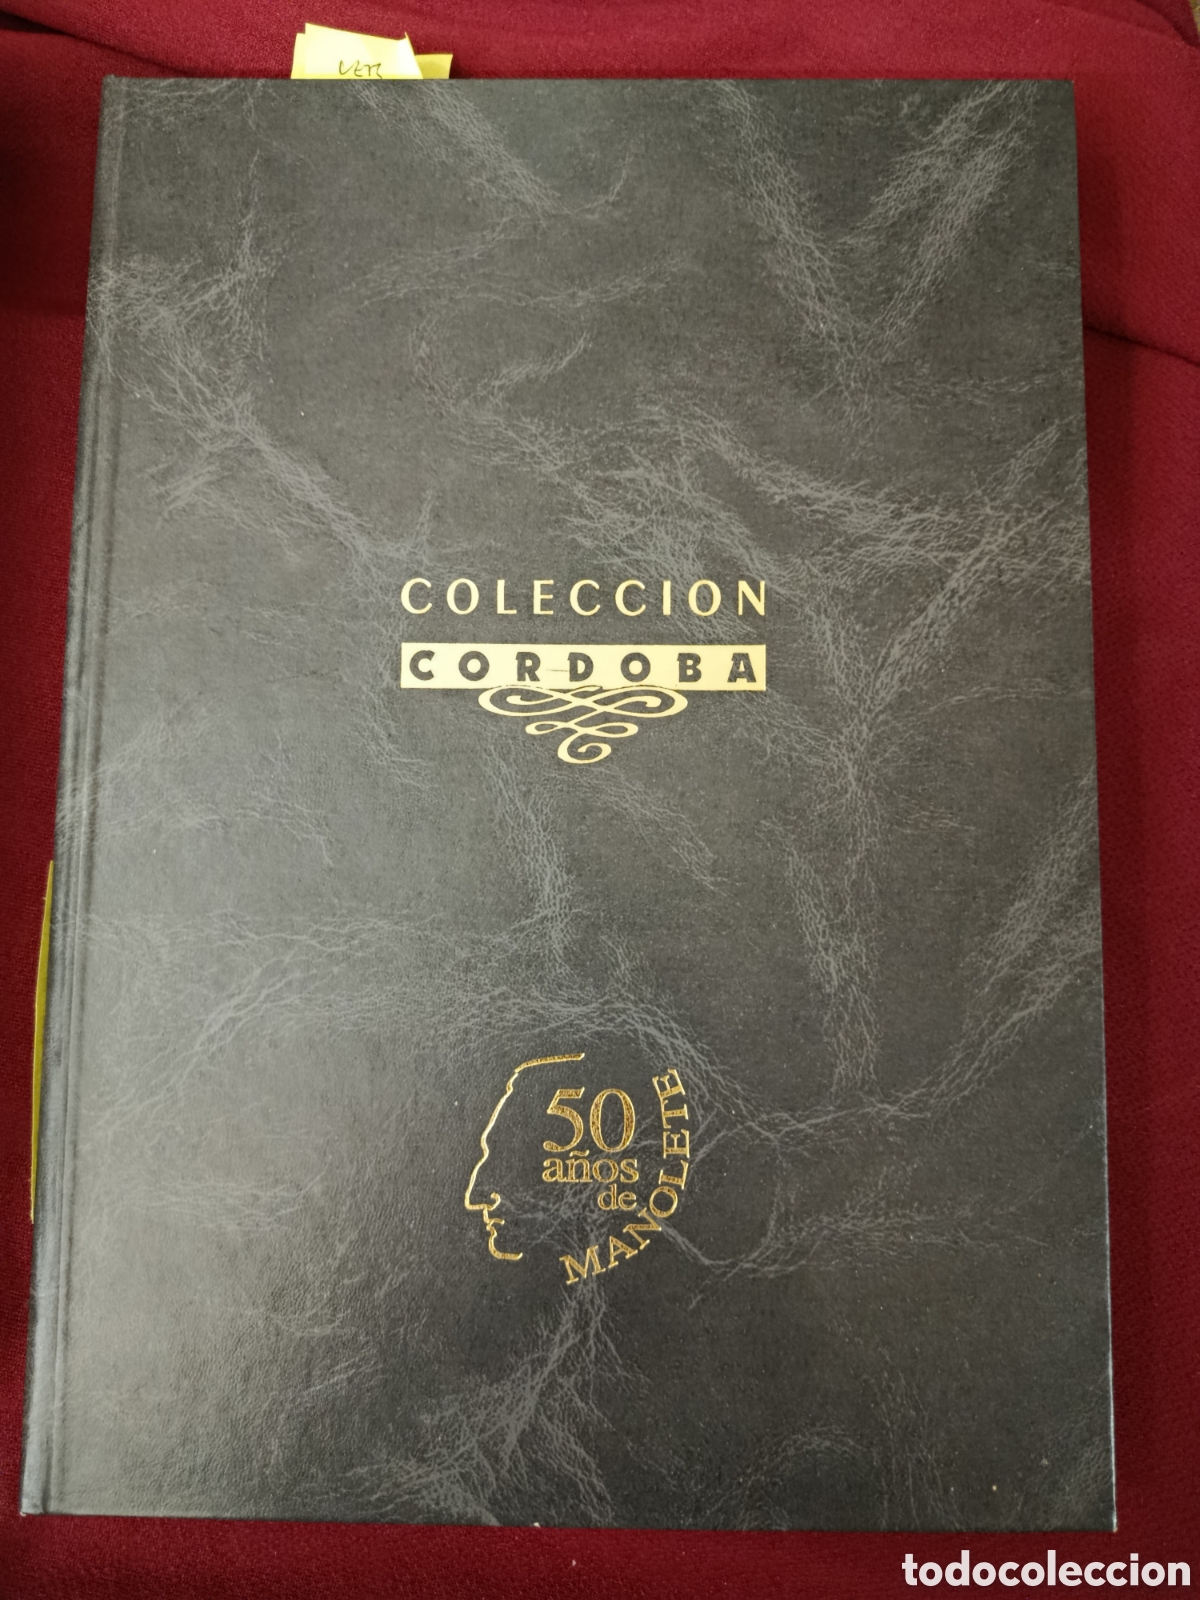 COLECCION
CORDOBA
50
años
de
MANOLETE
todocoleccion